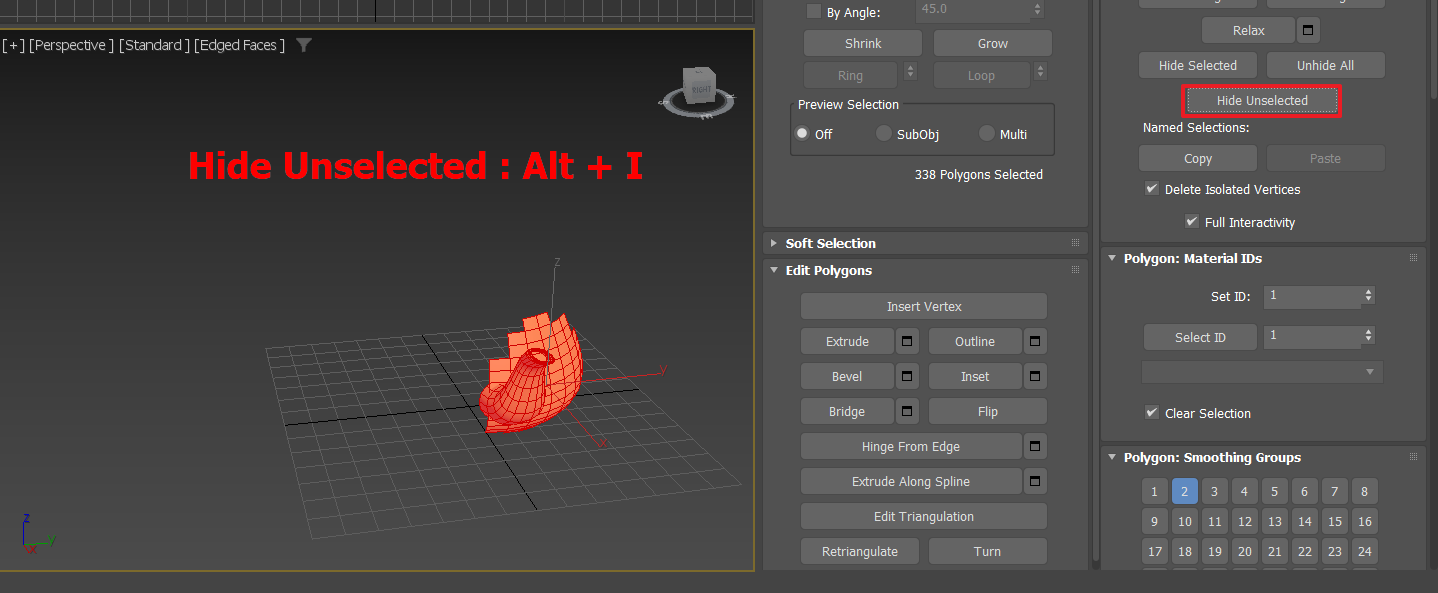 [+] [Perspective ] [Standard ] [Edged Faces ]
RIGHT
Hide Unselected : Alt + I
z
y
x
z
y
x
By Angle: 45.0
Shrink Grow
Ring Loop
Preview Selection
Off SubObj Multi
338 Polygons Selected
Soft Selection
Edit Polygons
Insert Vertex
Extrude Outline
Bevel Inset
Bridge Flip
Hinge From Edge
Extrude Along Spline
Edit Triangulation
Retriangulate Turn
Relax
Hide Selected Unhide All
Hide Unselected
Named Selections:
Copy Paste
Delete Isolated Vertices
Full Interactivity
Polygon: Material IDs
Set ID: 1
Select ID 1
Clear Selection
Polygon: Smoothing Groups
1 2 3 4 5 6 7 8
9 10 11 12 13 14 15 16
17 18 19 20 21 22 23 24